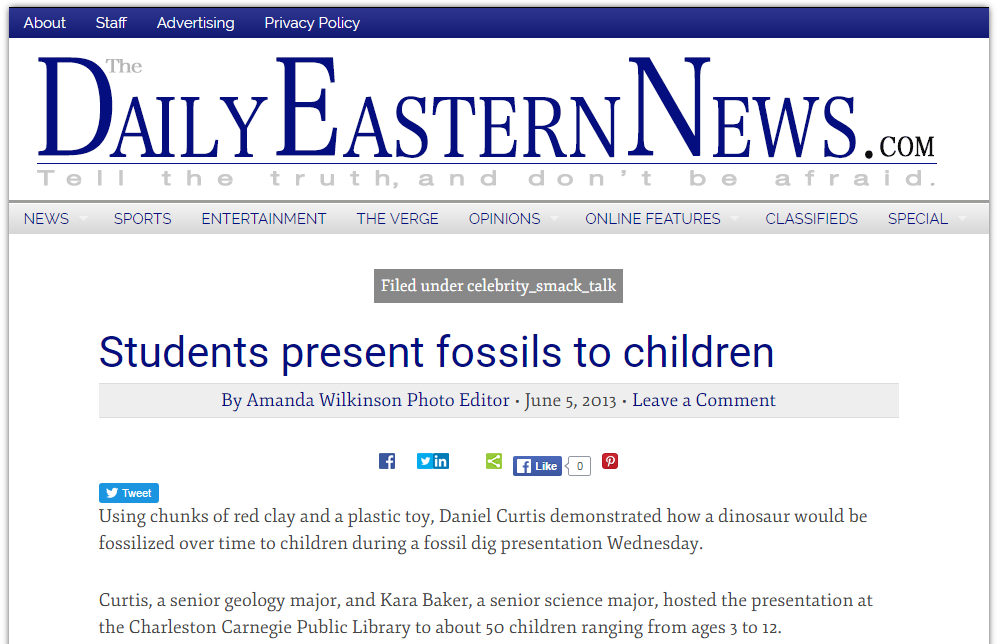 About Staff Advertising Privacy Policy
The
DAILY EASTERN NEWS.COM
Tell the truth, and don't be afraid.
NEWS SPORTS ENTERTAINMENT THE VERGE OPINIONS ONLINE FEATURES CLASSIFIEDS SPECIAL
Filed under celebrity_smack_talk
Students present fossils to children
By Amanda Wilkinson Photo Editor • June 5, 2013 • Leave a Comment
Like 0
Tweet
Using chunks of red clay and a plastic toy, Daniel Curtis demonstrated how a dinosaur would be
fossilized over time to children during a fossil dig presentation Wednesday.
Curtis, a senior geology major, and Kara Baker, a senior science major, hosted the presentation at
the Charleston Carnegie Public Library to about 50 children ranging from ages 3 to 12.